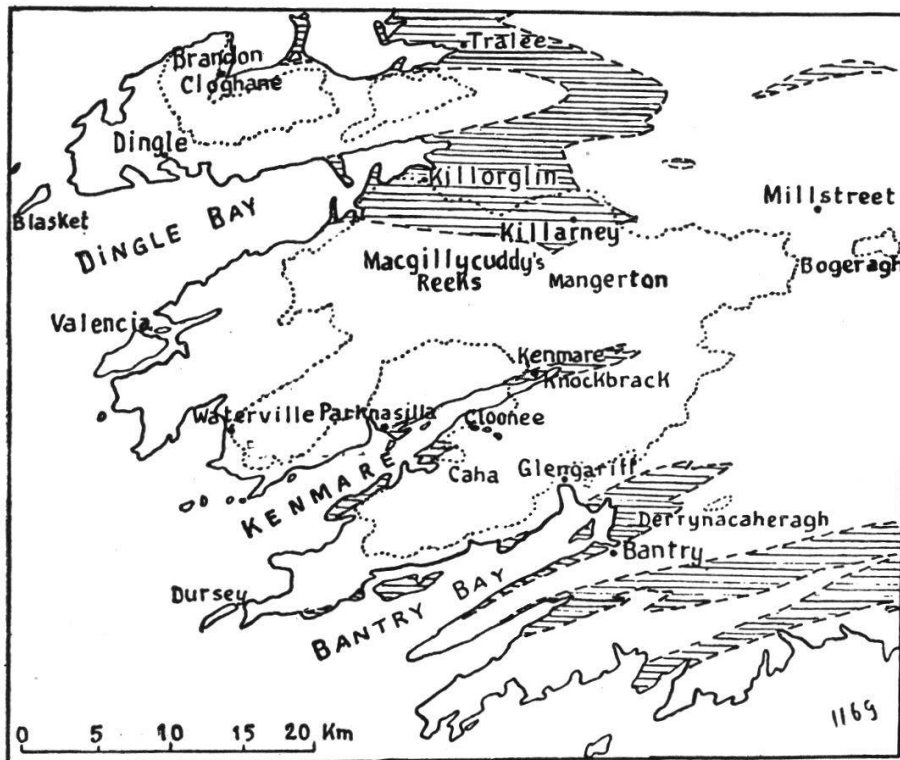 Tralee
Brandon
Cloghane
Dingle
Killorglin
Millstreet
Blasket
DINGLE BAY
Killarney
Macgillycuddy's
Reeks
Mangerton
Bogeragh
Valencia
Kenmare
Knockbrack
Waterville
Parknasilla
Cloonee
KENMARE
Caha
Glengariff
Derrynacaheragh
Bantry
Dursey
BANTRY BAY
0 5 10 15 20 Km
1169